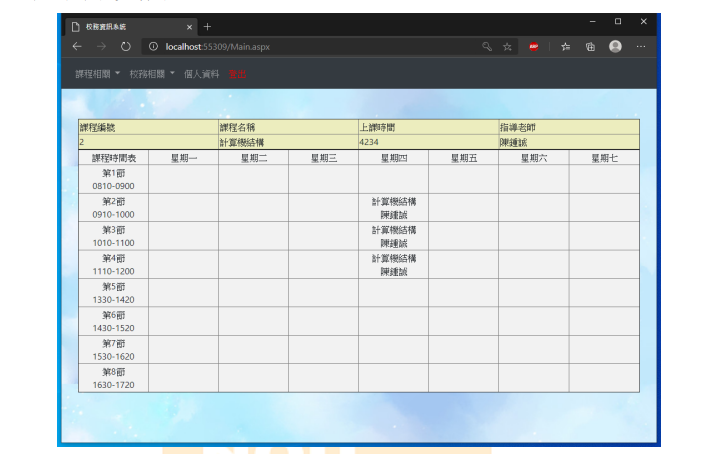 校務資訊系統
localhost:55309/Main.aspx
課程相關 校務相關 個人資料 登出
課程編號 課程名稱 上課時間 指導老師
2 計算機結構 4234 陳鍾誠
課程時間表 星期一 星期二 星期三 星期四 星期五 星期六 星期七
第1節
0810-0900
第2節 計算機結構
0910-1000 陳鍾誠
第3節 計算機結構
1010-1100 陳鍾誠
第4節 計算機結構
1110-1200 陳鍾誠
第5節
1330-1420
第6節
1430-1520
第7節
1530-1620
第8節
1630-1720